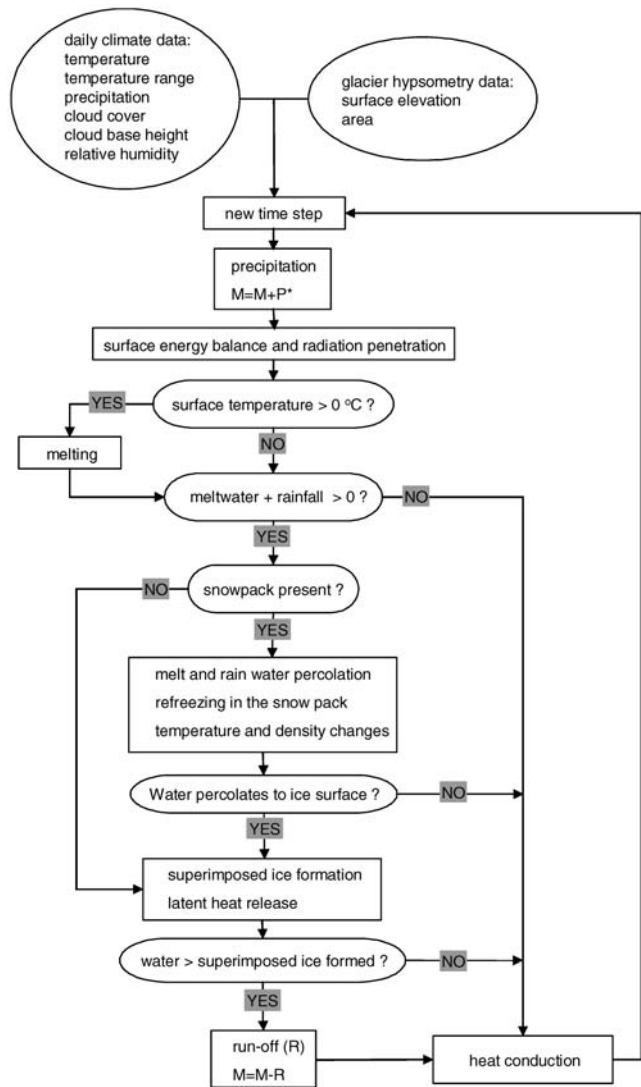 daily climate data:
temperature
temperature range
precipitation
cloud cover
cloud base height
relative humidity
glacier hypsometry data:
surface elevation
area
new time step
precipitation
M=M+P*
surface energy balance and radiation penetration
YES
surface temperature > 0 ºC ?
melting
NO
meltwater + rainfall > 0 ?
NO
YES
NO
snowpack present ?
YES
melt and rain water percolation
refreezing in the snow pack
temperature and density changes
Water percolates to ice surface ?
NO
YES
superimposed ice formation
latent heat release
water > superimposed ice formed ?
NO
YES
run-off (R)
M=M-R
heat conduction